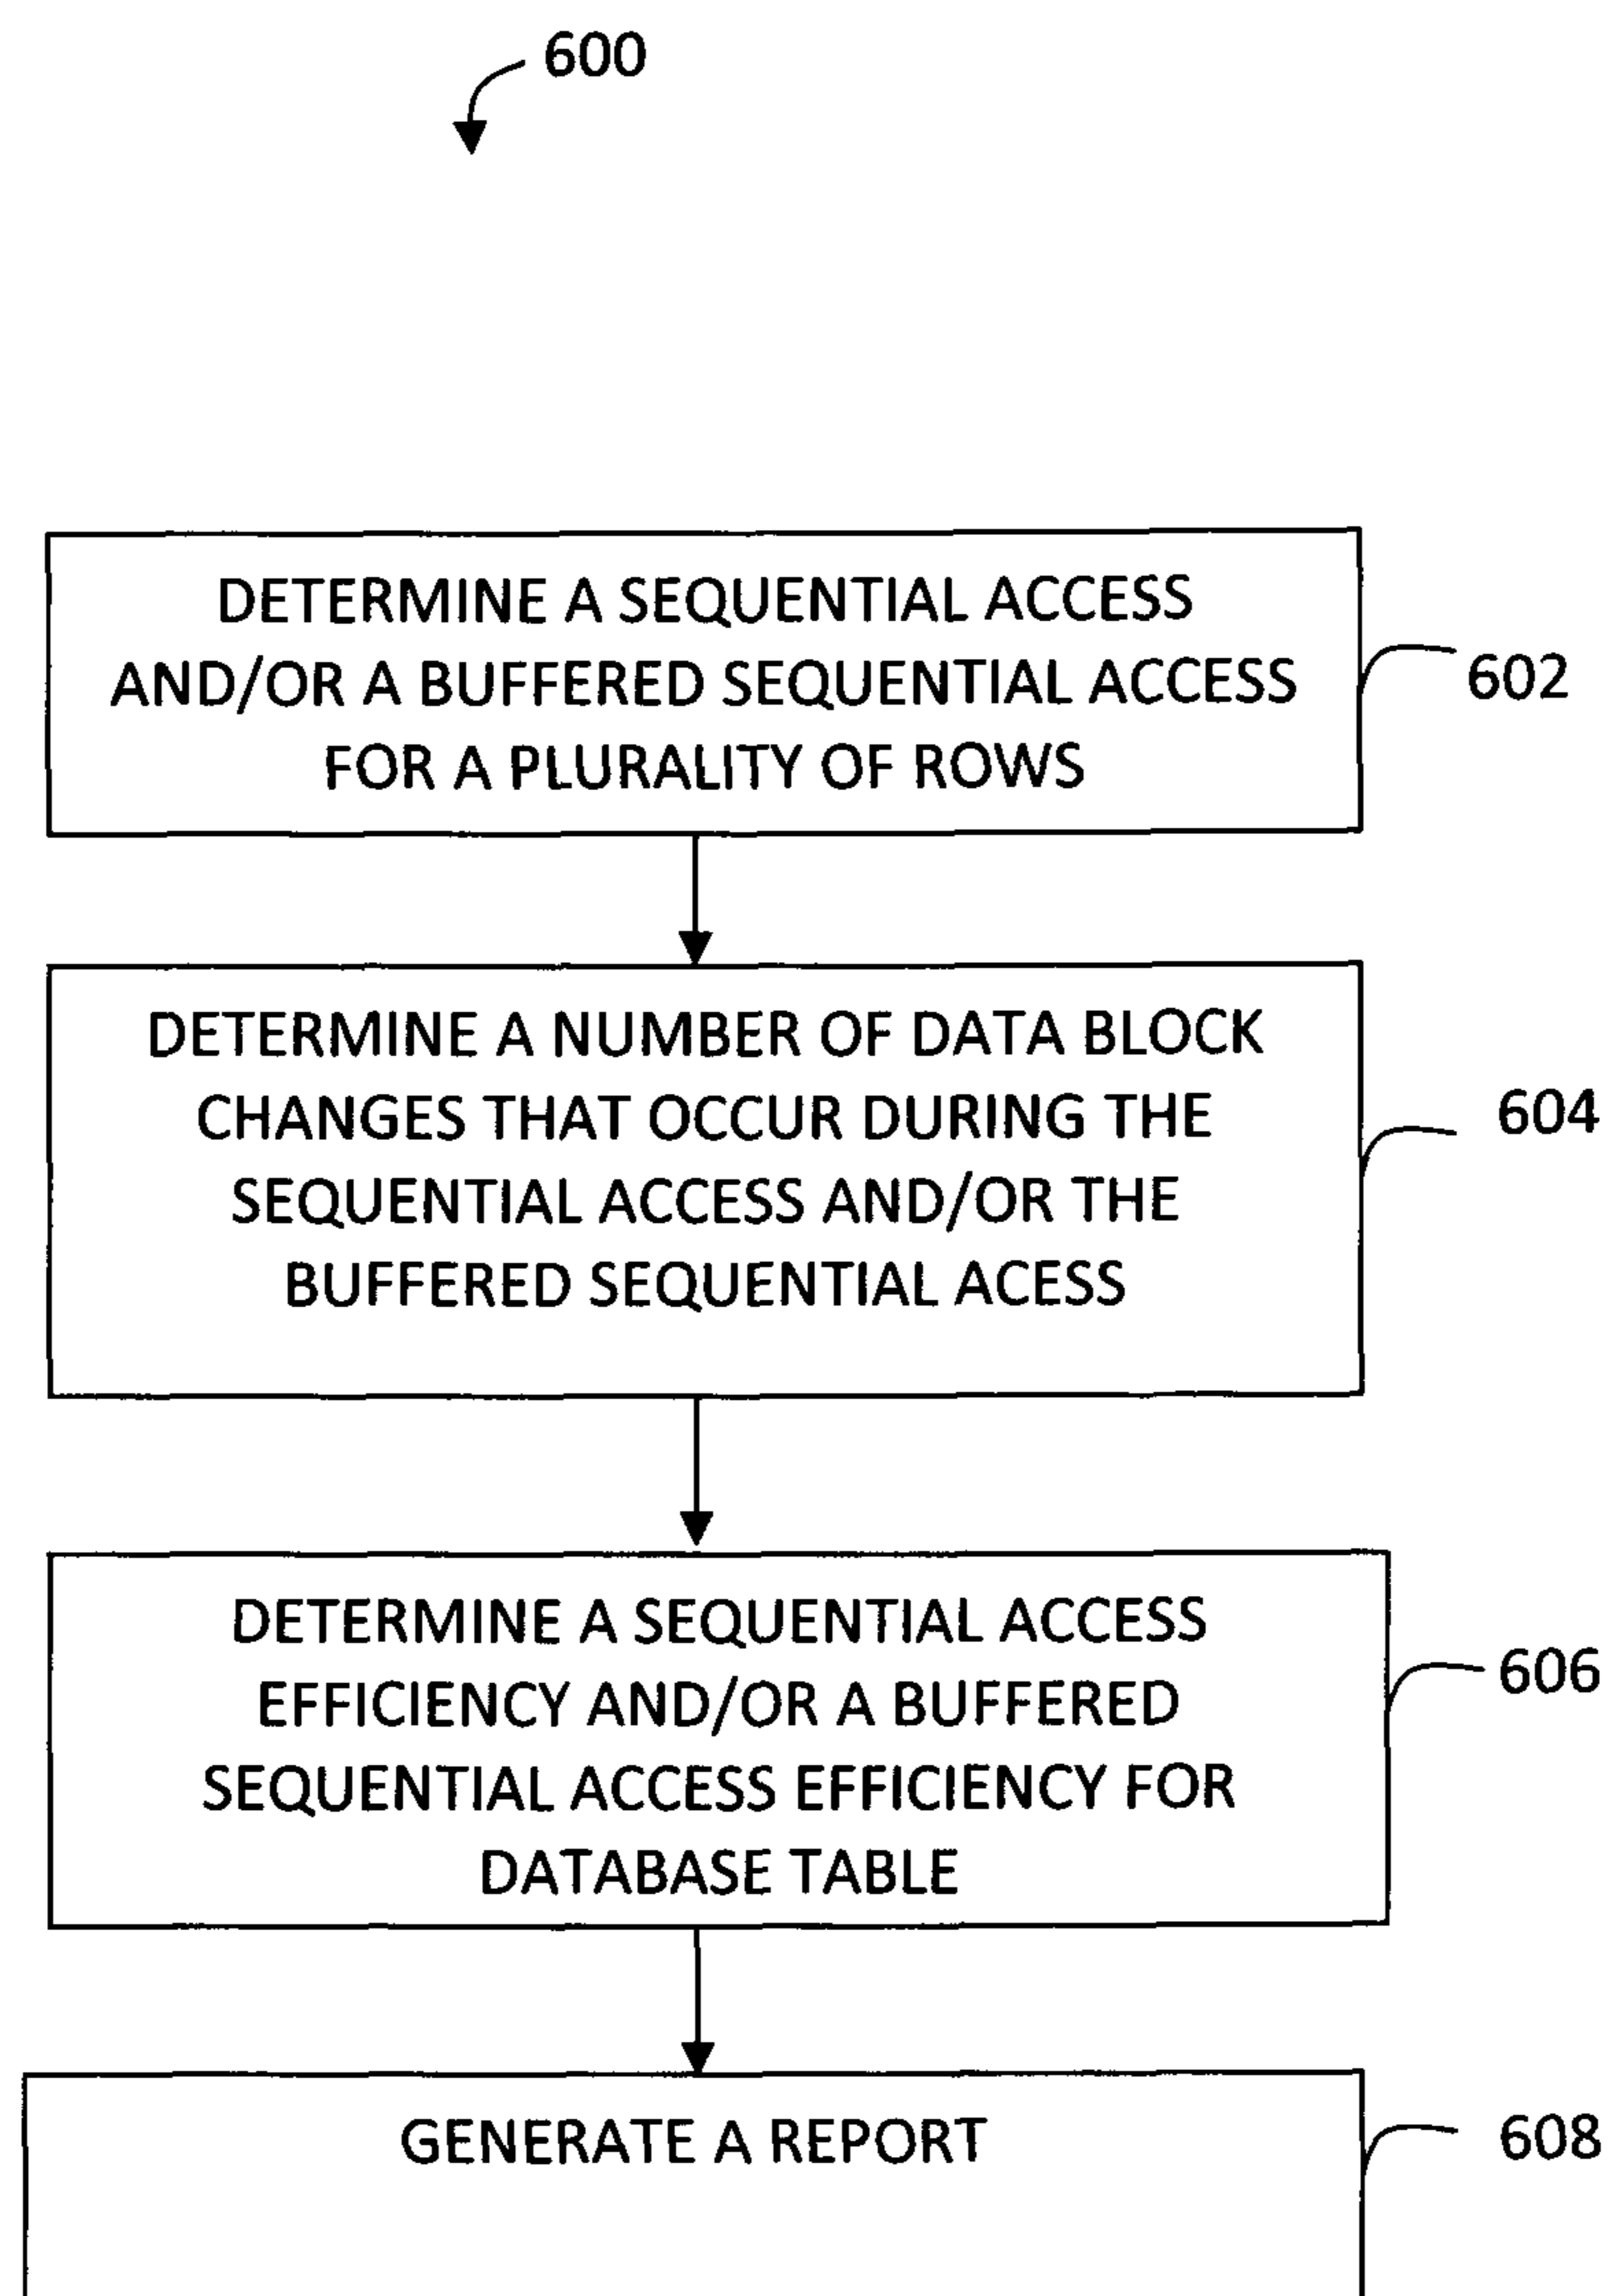 600
DETERMINE A SEQUENTIAL ACCESS
AND/OR A BUFFERED SEQUENTIAL ACCESS
FOR A PLURALITY OF ROWS
602
DETERMINE A NUMBER OF DATA BLOCK
CHANGES THAT OCCUR DURING THE
SEQUENTIAL ACCESS AND/OR THE
BUFFERED SEQUENTIAL ACESS
604
DETERMINE A SEQUENTIAL ACCESS
EFFICIENCY AND/OR A BUFFERED
SEQUENTIAL ACCESS EFFICIENCY FOR
DATABASE TABLE
606
GENERATE A REPORT
608